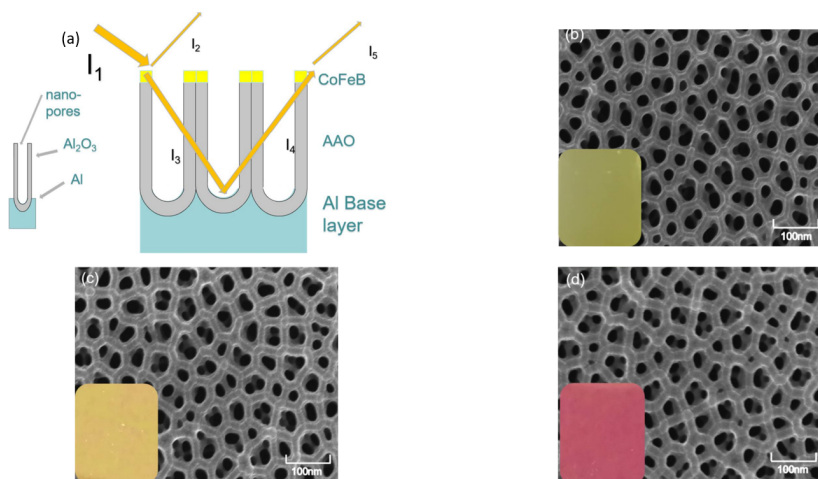 (a)
I₁
I₂
I₅
CoFeB
nano-
pores
Al₂O₃
Al
I₃
I₄
AAO
Al Base
layer
(b)
100nm
(c)
100nm
(d)
100nm